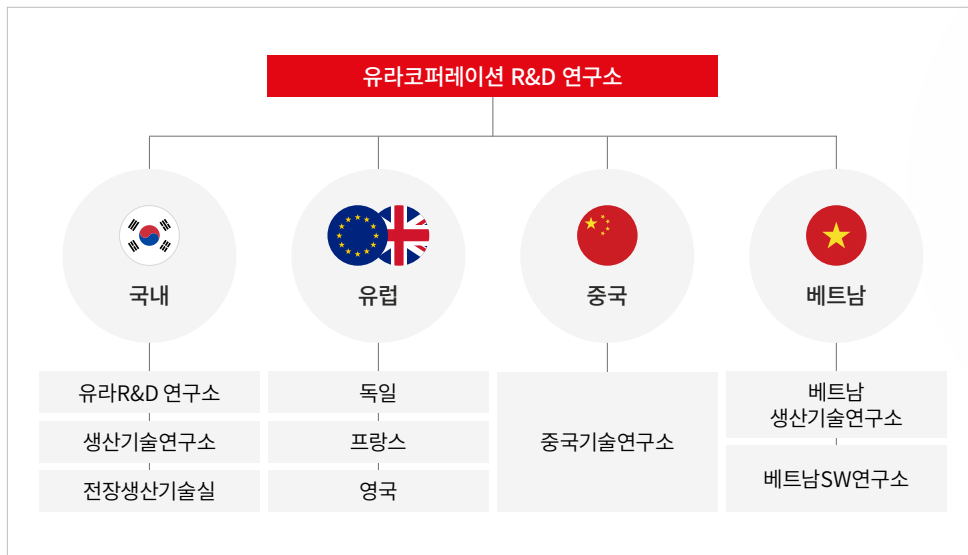 유라코퍼레이션 R&D 연구소
국내
유럽
중국
베트남
유라R&D 연구소
생산기술연구소
전장생산기술실
독일
프랑스
영국
중국기술연구소
베트남
생산기술연구소
베트남SW연구소